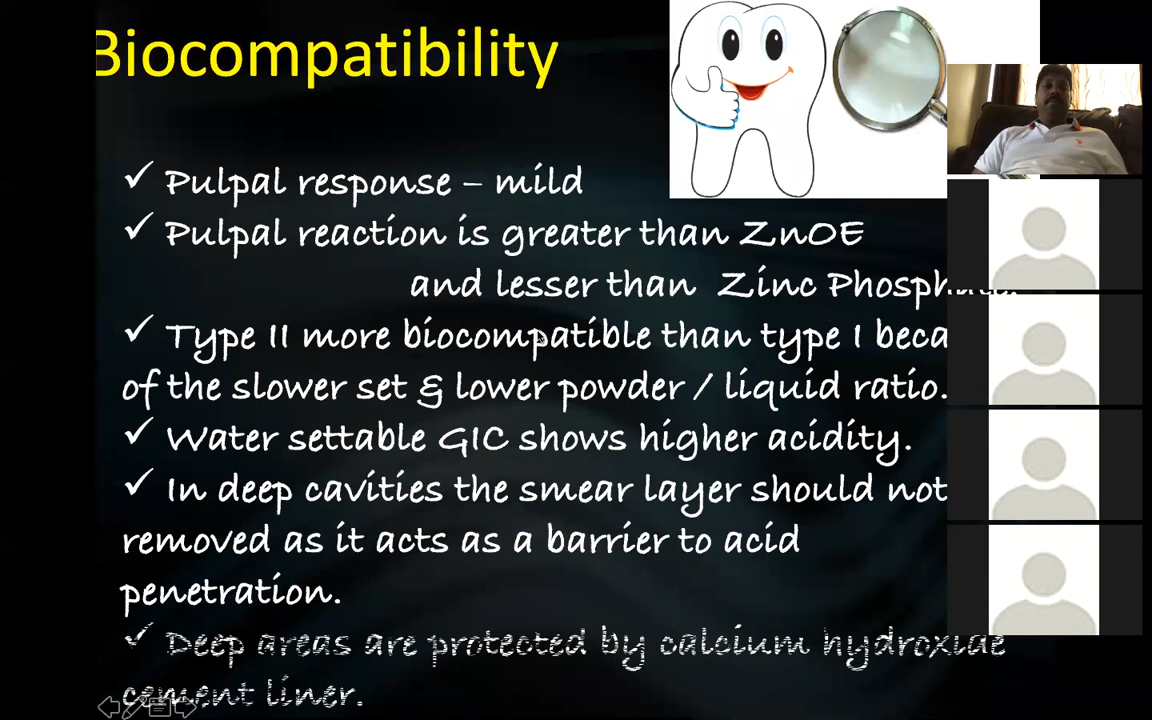 Biocompatibility
✓ Pulpal response – mild
✓ Pulpal reaction is greater than ZnOE
and lesser than Zinc
✓ Type II more biocompatible than type I
of the slower set & lower powder / liquid ratio.
✓ Water settable GIC shows higher acidity.
✓ In deep cavities the smear layer should not
removed as it acts as a barrier to acid
penetration.
✓ Deep areas are protected by calcium hydroxide
cement liner.